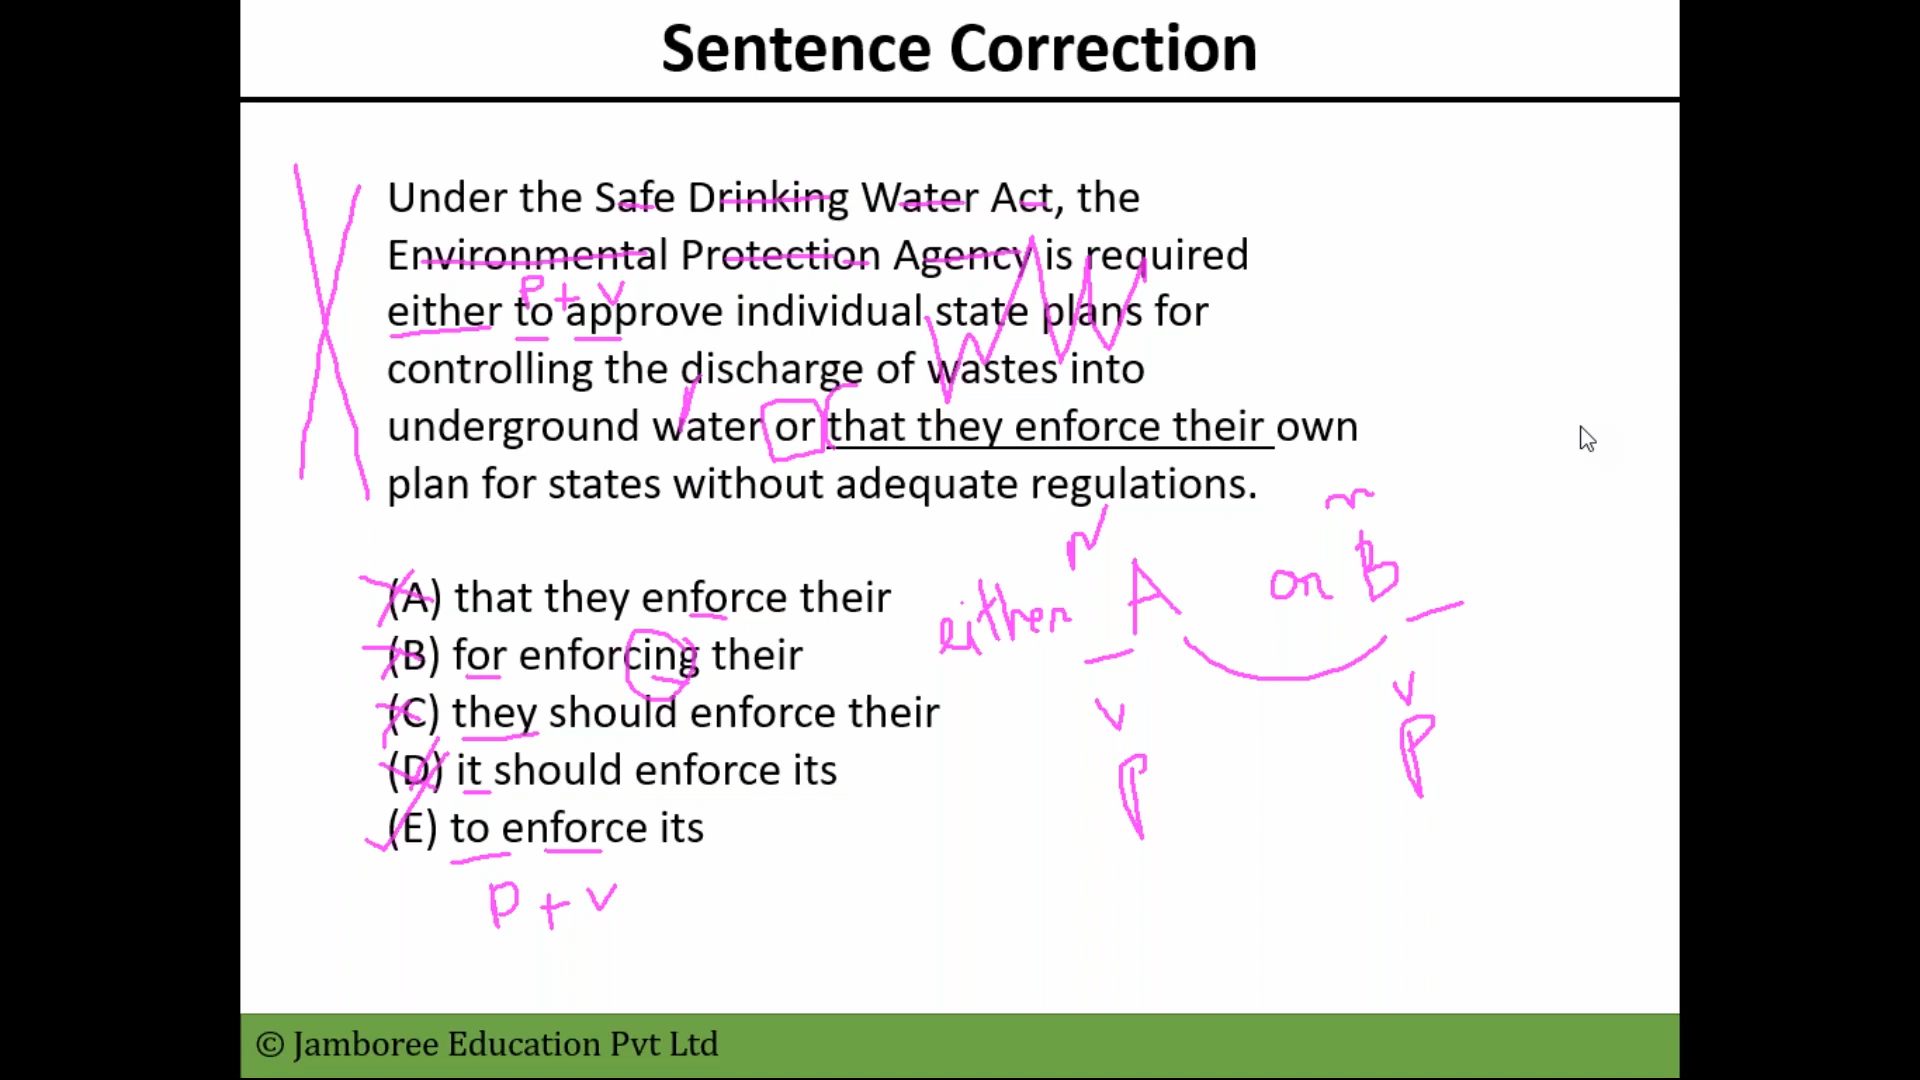 Sentence Correction
Under the Safe Drinking Water Act, the
Environmental Protection Agency is required
P + V
either to approve individual state plans for
controlling the discharge of wastes into
underground water or that they enforce their own
plan for states without adequate regulations.
(A) that they enforce their
(B) for enforcing their
(C) they should enforce their
(D) it should enforce its
(E) to enforce its
P + V
either A or B
V V
P P
© Jamboree Education Pvt Ltd